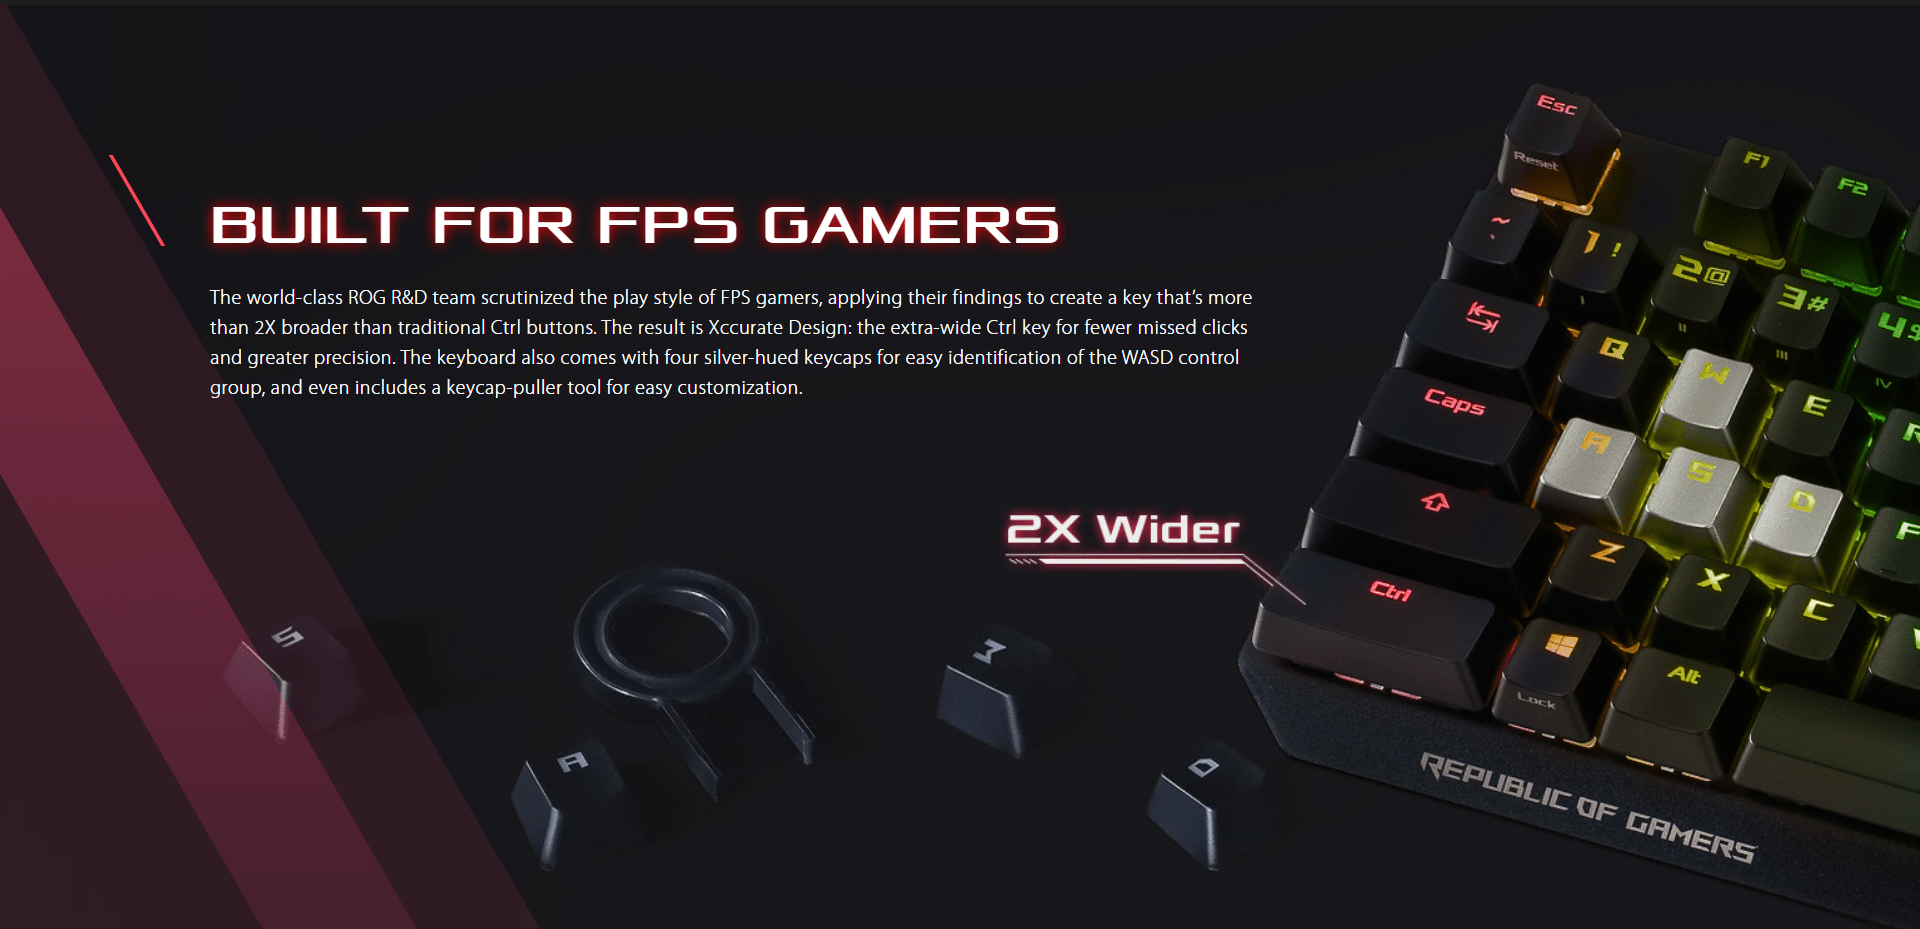 BUILT FOR FPS GAMERS
The world-class ROG R&D team scrutinized the play style of FPS gamers, applying their findings to create a key that’s more
than 2X broader than traditional Ctrl buttons. The result is Xccurate Design: the extra-wide Ctrl key for fewer missed clicks
and greater precision. The keyboard also comes with four silver-hued keycaps for easy identification of the WASD control
group, and even includes a keycap-puller tool for easy customization.
2X Wider
Esc
Reset
F1
F2
~ 1 ! 2 @ 3 # 4
I II III IV
Q W E R
Caps A S D F
Z X C
Ctrl Lock Alt
REPUBLIC OF GAMERS
S
A
W
D